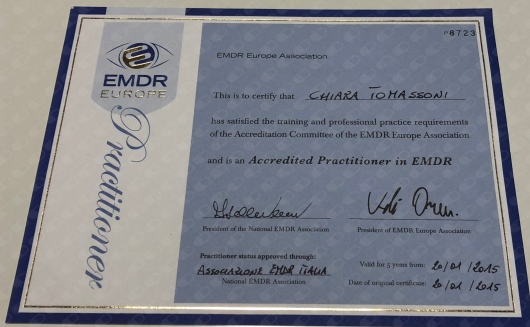 P8723
EMDR
EUROPE
Practitioner
EMDR Europe Association
This is to certify that CHIARA TOMASSONI
has satisfied the training and professional practice requirements
of the Accreditation Committee of the EMDR Europe Association
and is an Accredited Practitioner in EMDR
President of the National EMDR Association
President of EMDR Europe Association
Practitioner status approved through:
ASSOCIAZIONE EMDR ITALIA
National EMDR Association
Valid for 5 years from: 20/01/2015
Date of original certificate: 20/01/2015